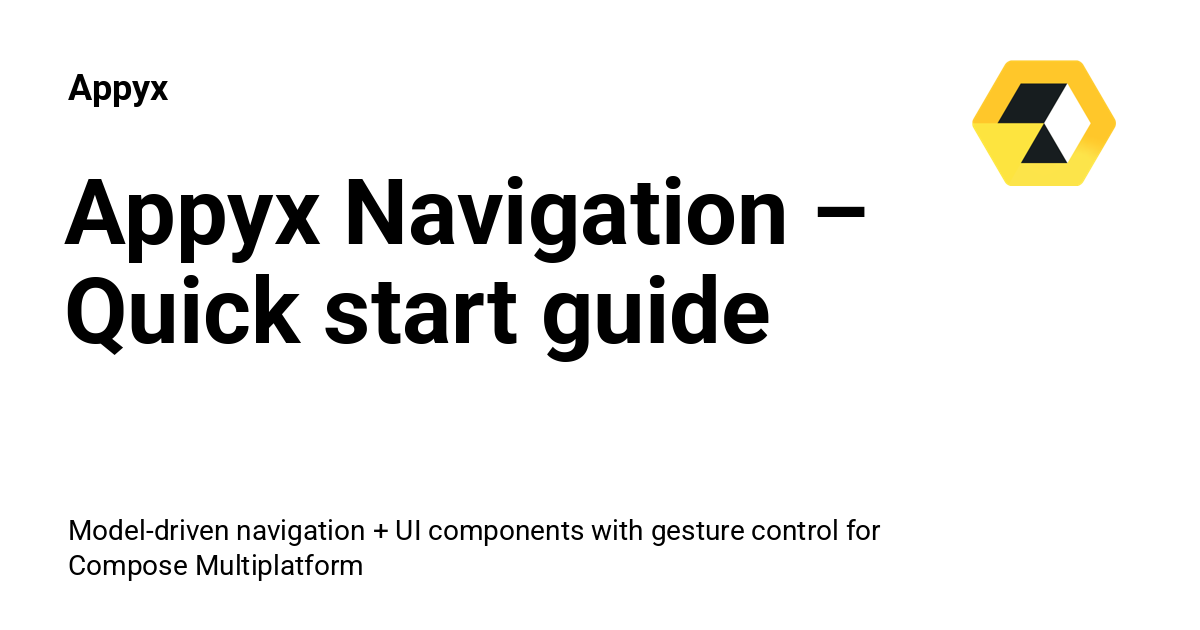 Appyx
Appyx Navigation –
Quick start guide
Model-driven navigation + UI components with gesture control for
Compose Multiplatform